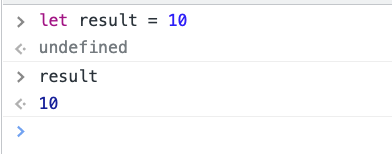 let result = 10
undefined
result
10